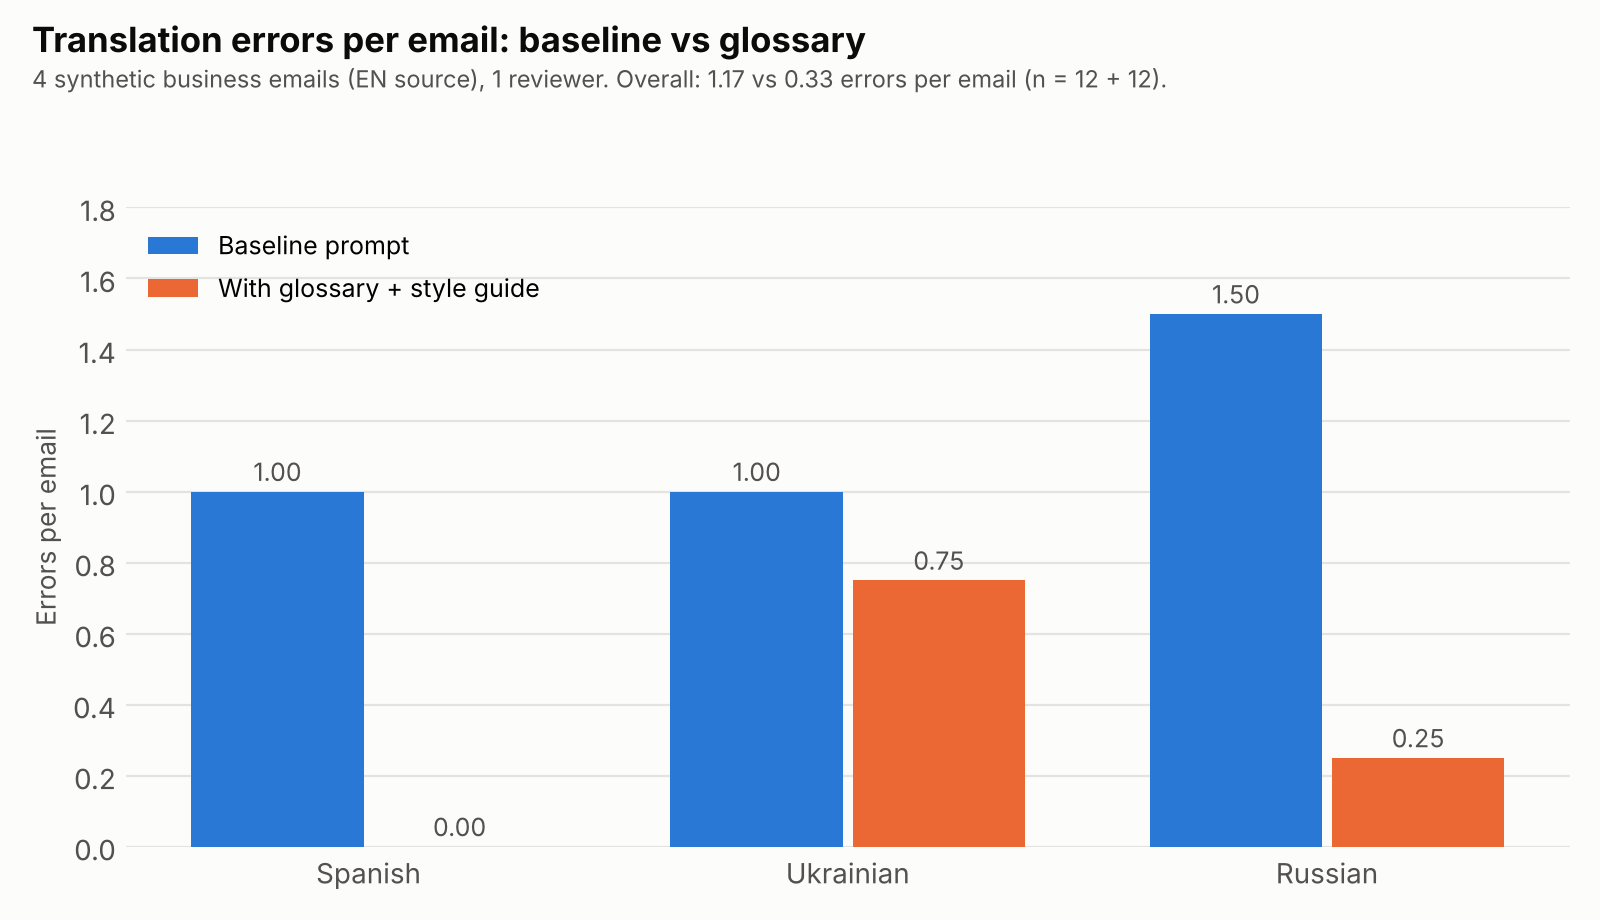 Translation errors per email: baseline vs glossary
4 synthetic business emails (EN source), 1 reviewer. Overall: 1.17 vs 0.33 errors per email (n = 12 + 12).
1.8
Baseline prompt
1.6
With glossary + style guide
1.50
1.4
1.2
1.00
1.00
1.0
Errors per email
0.8
0.75
0.6
0.4
0.25
0.2
0.00
0.0
Spanish
Ukrainian
Russian